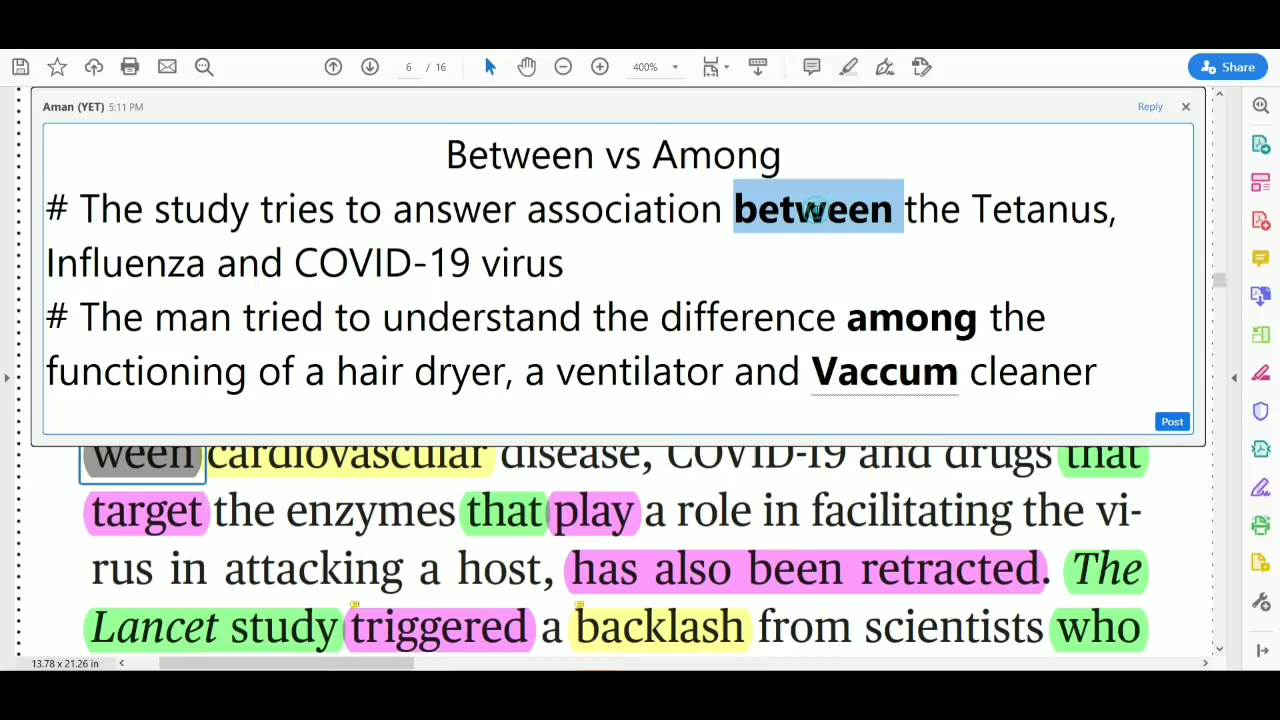 6 / 16
400%
Share
Aman (YET) 5:11 PM
Reply
Between vs Among
# The study tries to answer association between the Tetanus,
Influenza and COVID-19 virus
# The man tried to understand the difference among the
functioning of a hair dryer, a ventilator and Vaccum cleaner
Post
ween cardiovascular disease, COVID-19 and drugs that
target the enzymes that play a role in facilitating the vi-
rus in attacking a host, has also been retracted. The
Lancet study triggered a backlash from scientists who
13.78 x 21.26 in